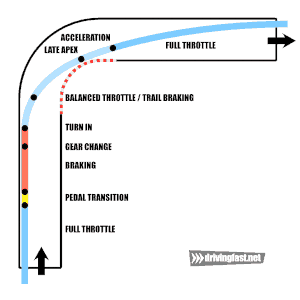 ACCELERATION
LATE APEX
FULL THROTTLE
BALANCED THROTTLE / TRAIL BRAKING
TURN IN
GEAR CHANGE
BRAKING
PEDAL TRANSITION
FULL THROTTLE
drivingfast.net